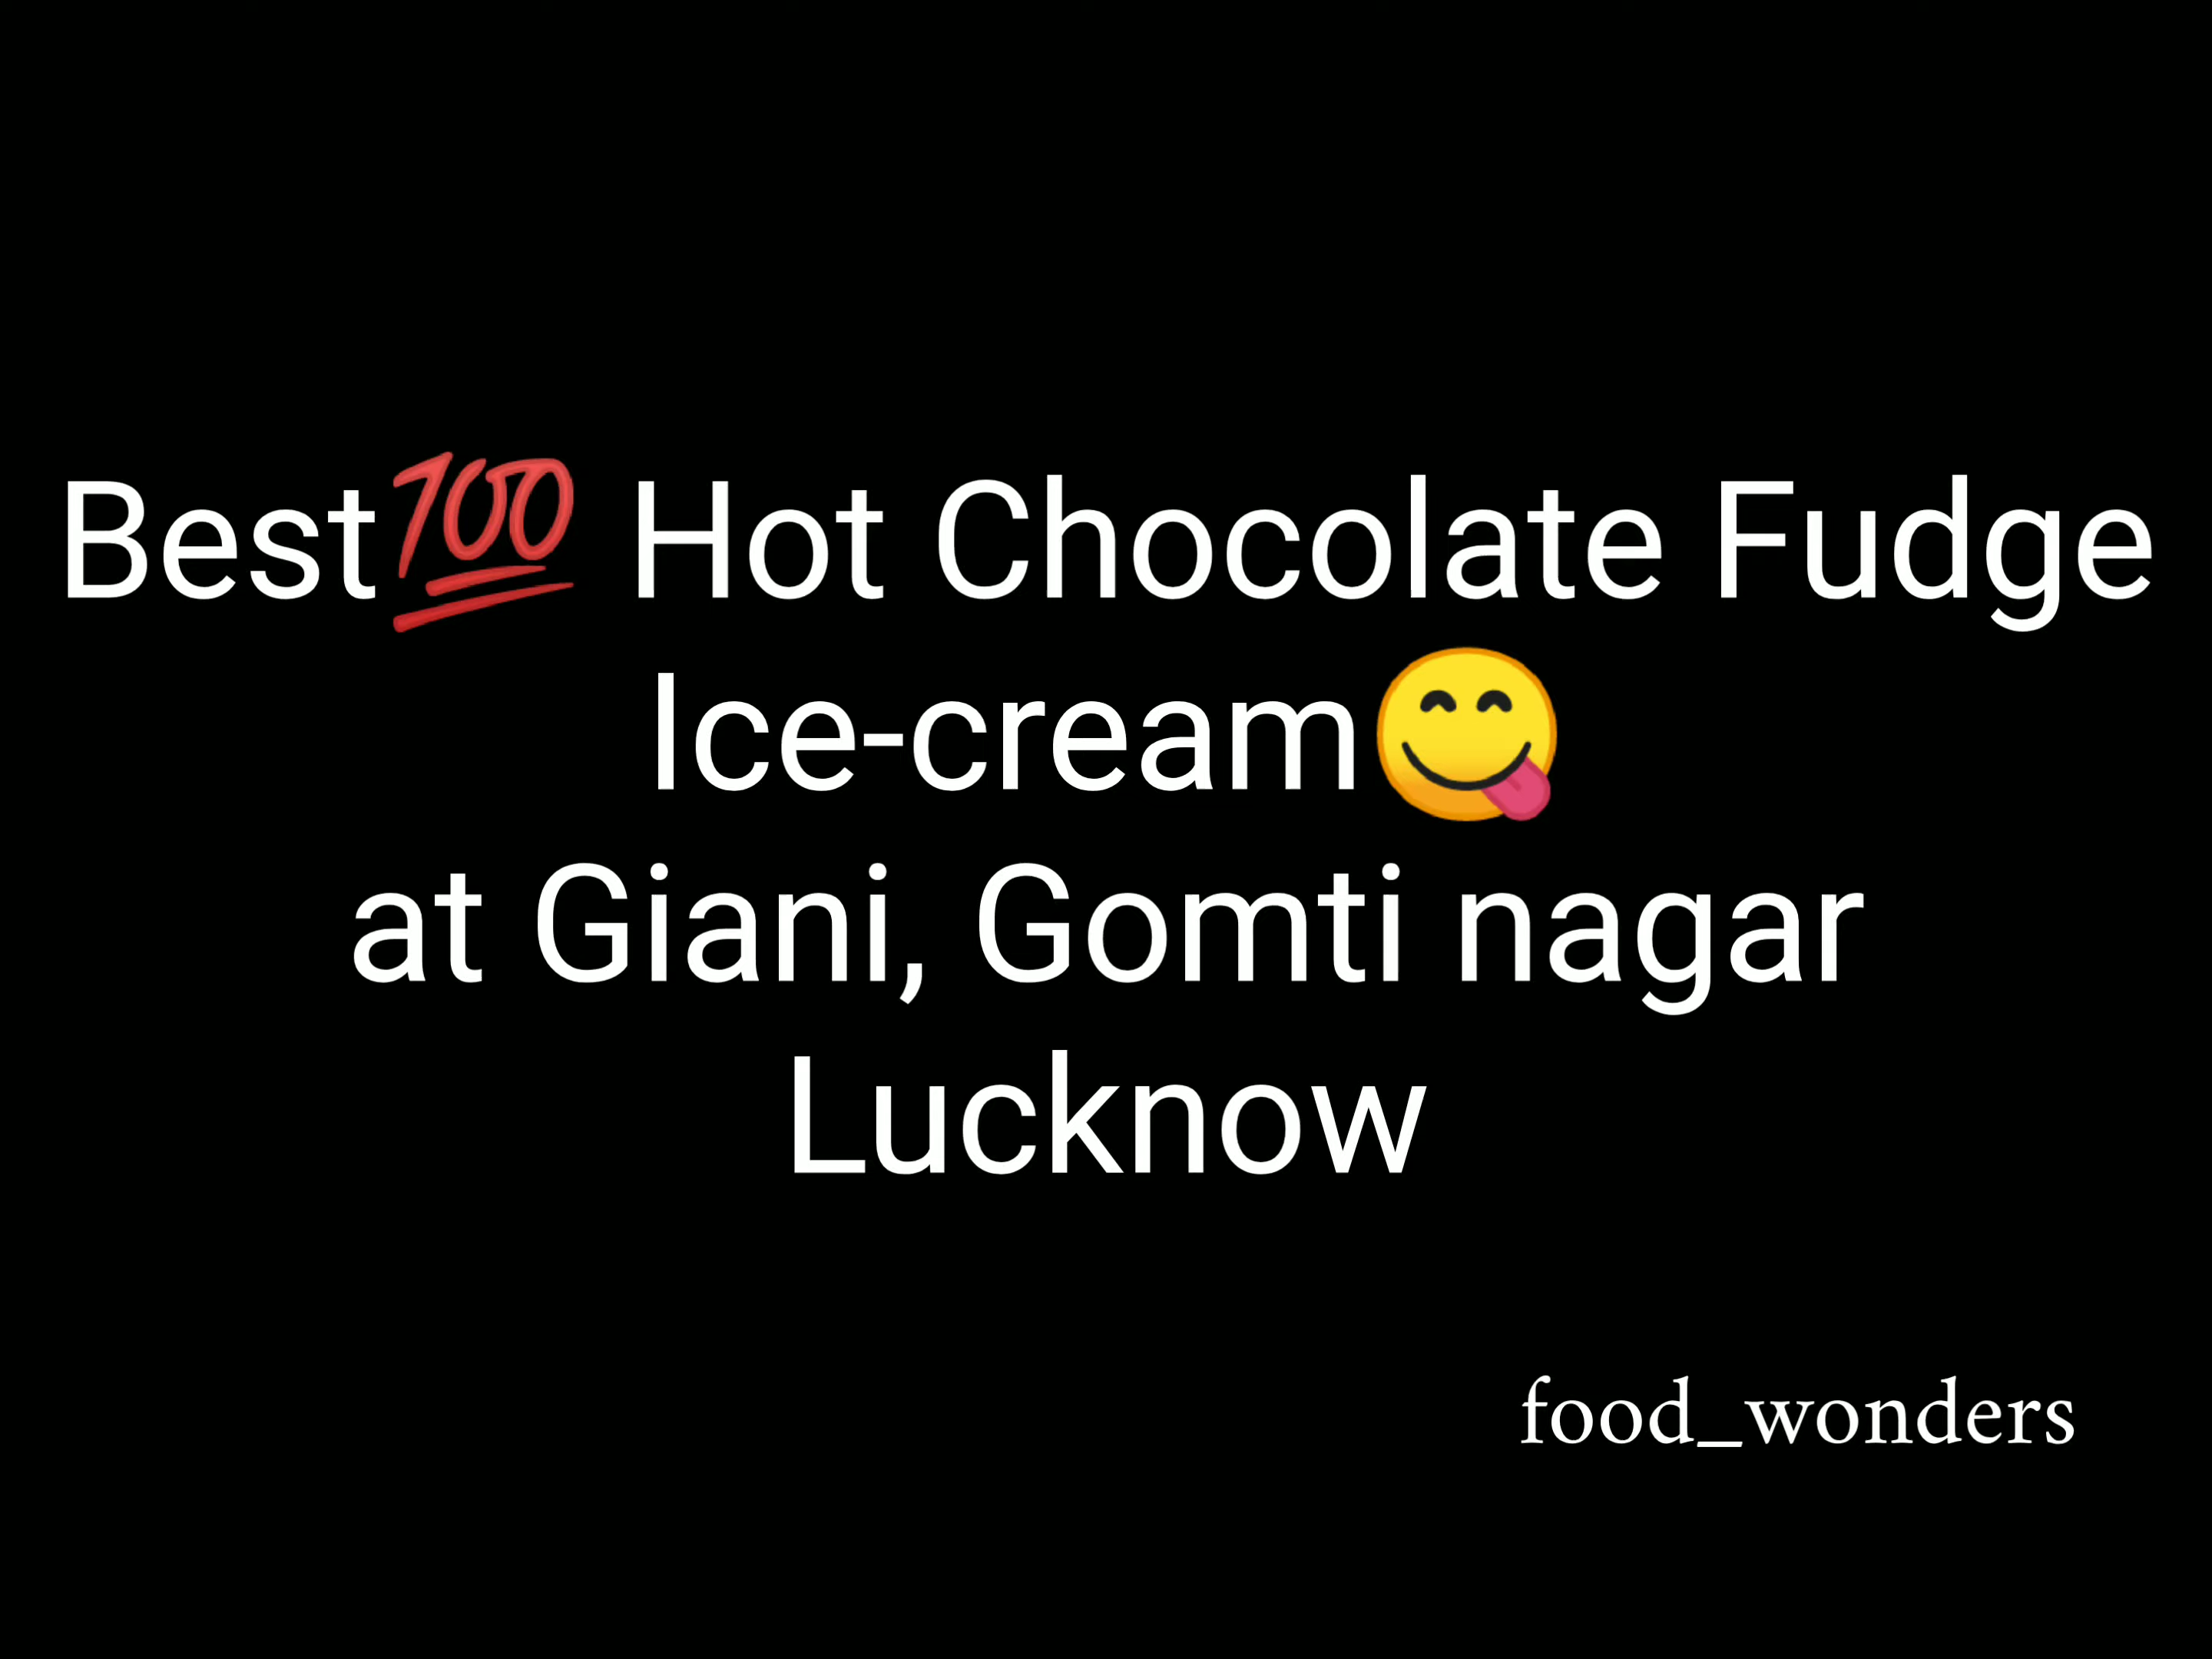 Best💯 Hot Chocolate Fudge
Ice-cream😋
at Giani, Gomti nagar
Lucknow
food_wonders